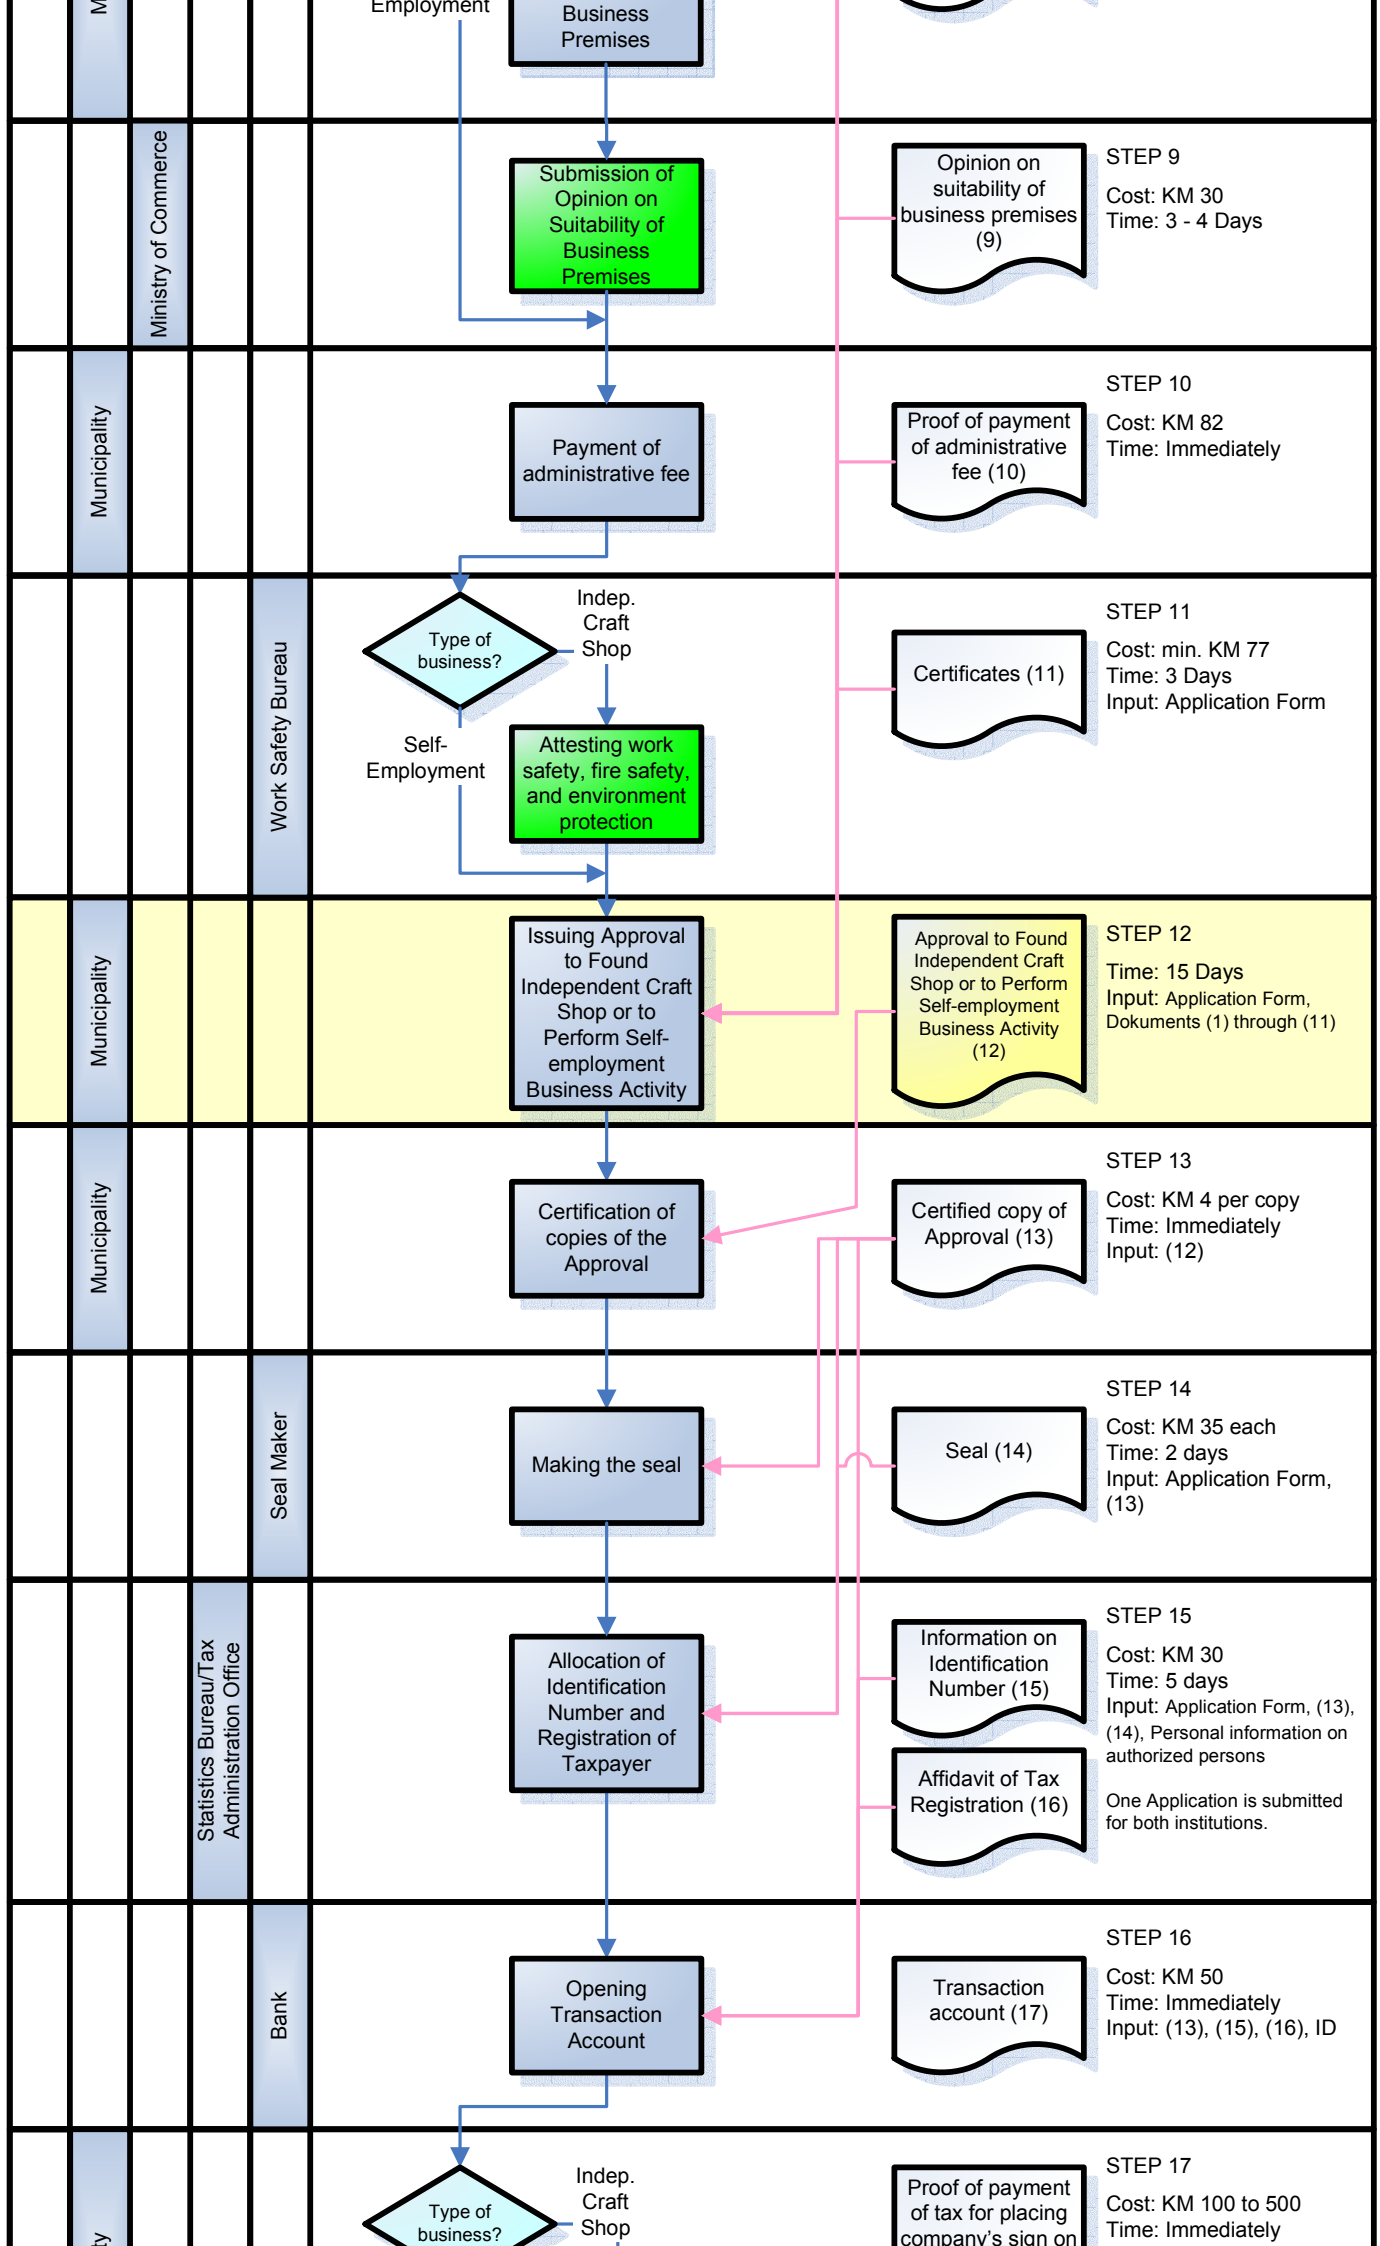 Employment
Business
Premises
Ministry of Commerce
Submission of
Opinion on
Suitability of
Business
Premises
Opinion on
suitability of
business premises
(9)
STEP 9
Cost: KM 30
Time: 3 - 4 Days
Municipality
Payment of
administrative fee
Proof of payment
of administrative
fee (10)
STEP 10
Cost: KM 82
Time: Immediately
Work Safety Bureau
Type of
business?
Indep.
Craft
Shop
Self-
Employment
Attesting work
safety, fire safety,
and environment
protection
Certificates (11)
STEP 11
Cost: min. KM 77
Time: 3 Days
Input: Application Form
Municipality
Issuing Approval
to Found
Independent Craft
Shop or to
Perform Self-
employment
Business Activity
Approval to Found
Independent Craft
Shop or to Perform
Self-employment
Business Activity
(12)
STEP 12
Time: 15 Days
Input: Application Form,
Dokuments (1) through (11)
Municipality
Certification of
copies of the
Approval
Certified copy of
Approval (13)
STEP 13
Cost: KM 4 per copy
Time: Immediately
Input: (12)
Seal Maker
Making the seal
Seal (14)
STEP 14
Cost: KM 35 each
Time: 2 days
Input: Application Form,
(13)
Statistics Bureau/Tax
Administration Office
Allocation of
Identification
Number and
Registration of
Taxpayer
Information on
Identification
Number (15)
Affidavit of Tax
Registration (16)
STEP 15
Cost: KM 30
Time: 5 days
Input: Application Form, (13),
(14), Personal information on
authorized persons
One Application is submitted
for both institutions.
Bank
Opening
Transaction
Account
Transaction
account (17)
STEP 16
Cost: KM 50
Time: Immediately
Input: (13), (15), (16), ID
Type of
business?
Indep.
Craft
Shop
Proof of payment
of tax for placing
company's sign on
STEP 17
Cost: KM 100 to 500
Time: Immediately